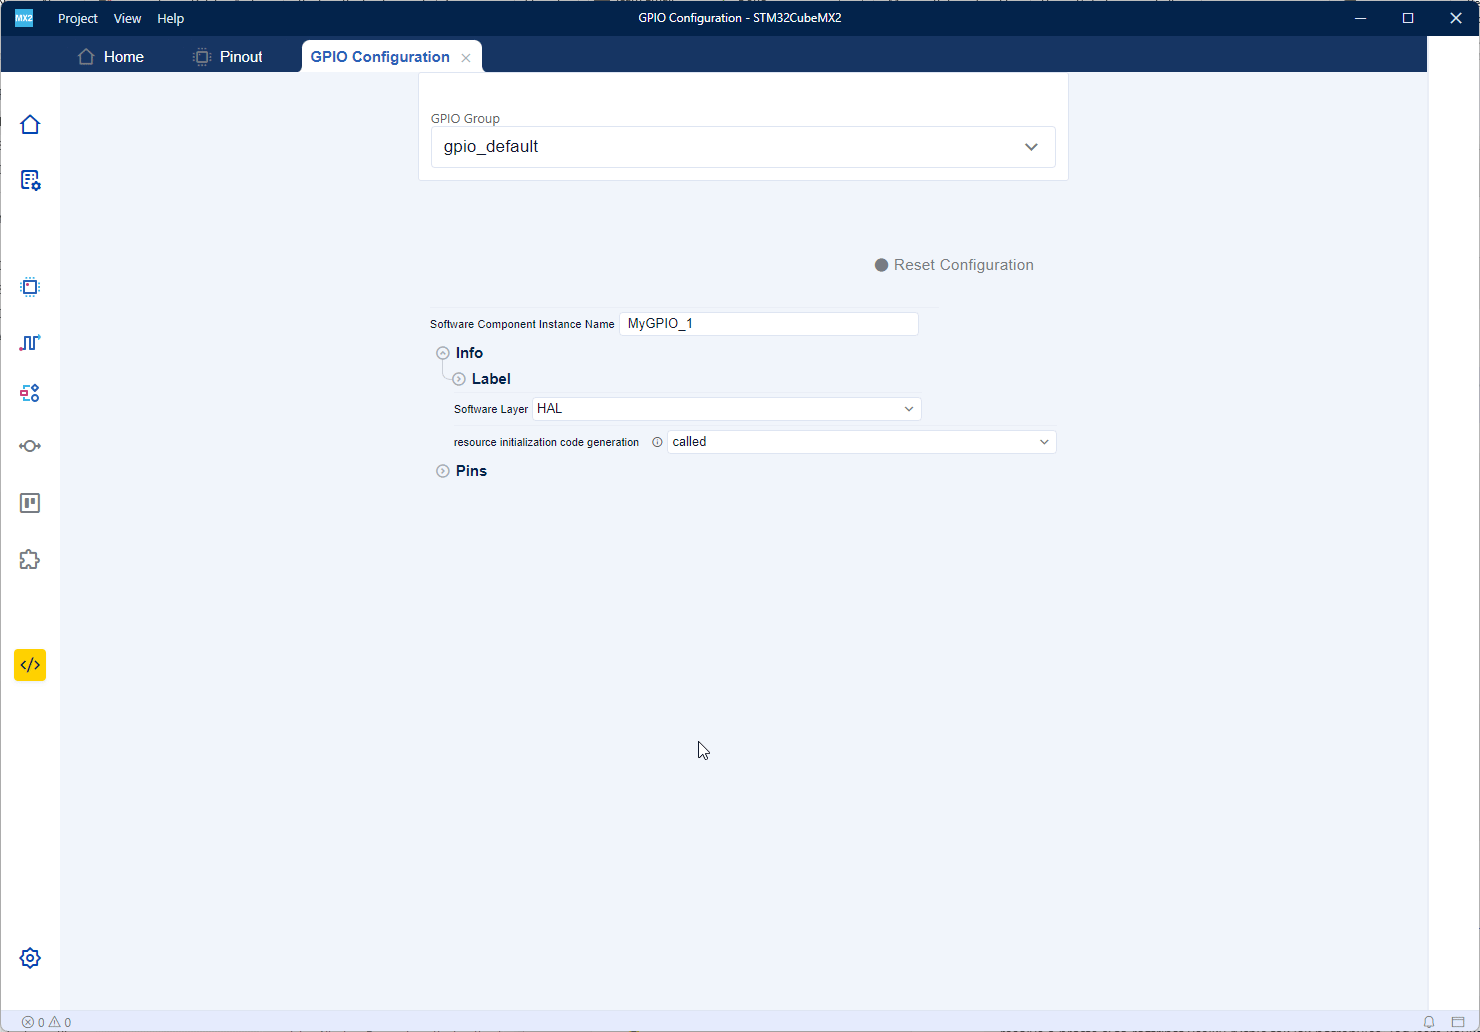 MX2 Project View Help GPIO Configuration - STM32CubeMX2
Home Pinout GPIO Configuration
GPIO Group
gpio_default
Reset Configuration
Software Component Instance Name MyGPIO_1
Info
Label
Software Layer HAL
resource initialization code generation called
Pins
</>
0 0